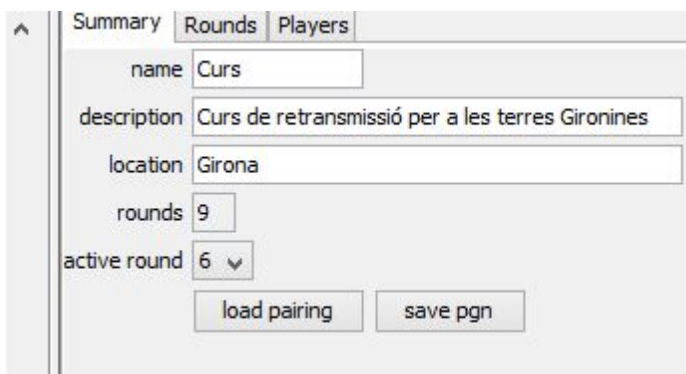 Summary Rounds Players
name Curs
description Curs de retransmissió per a les terres Gironines
location Girona
rounds 9
active round 6
load pairing save pgn